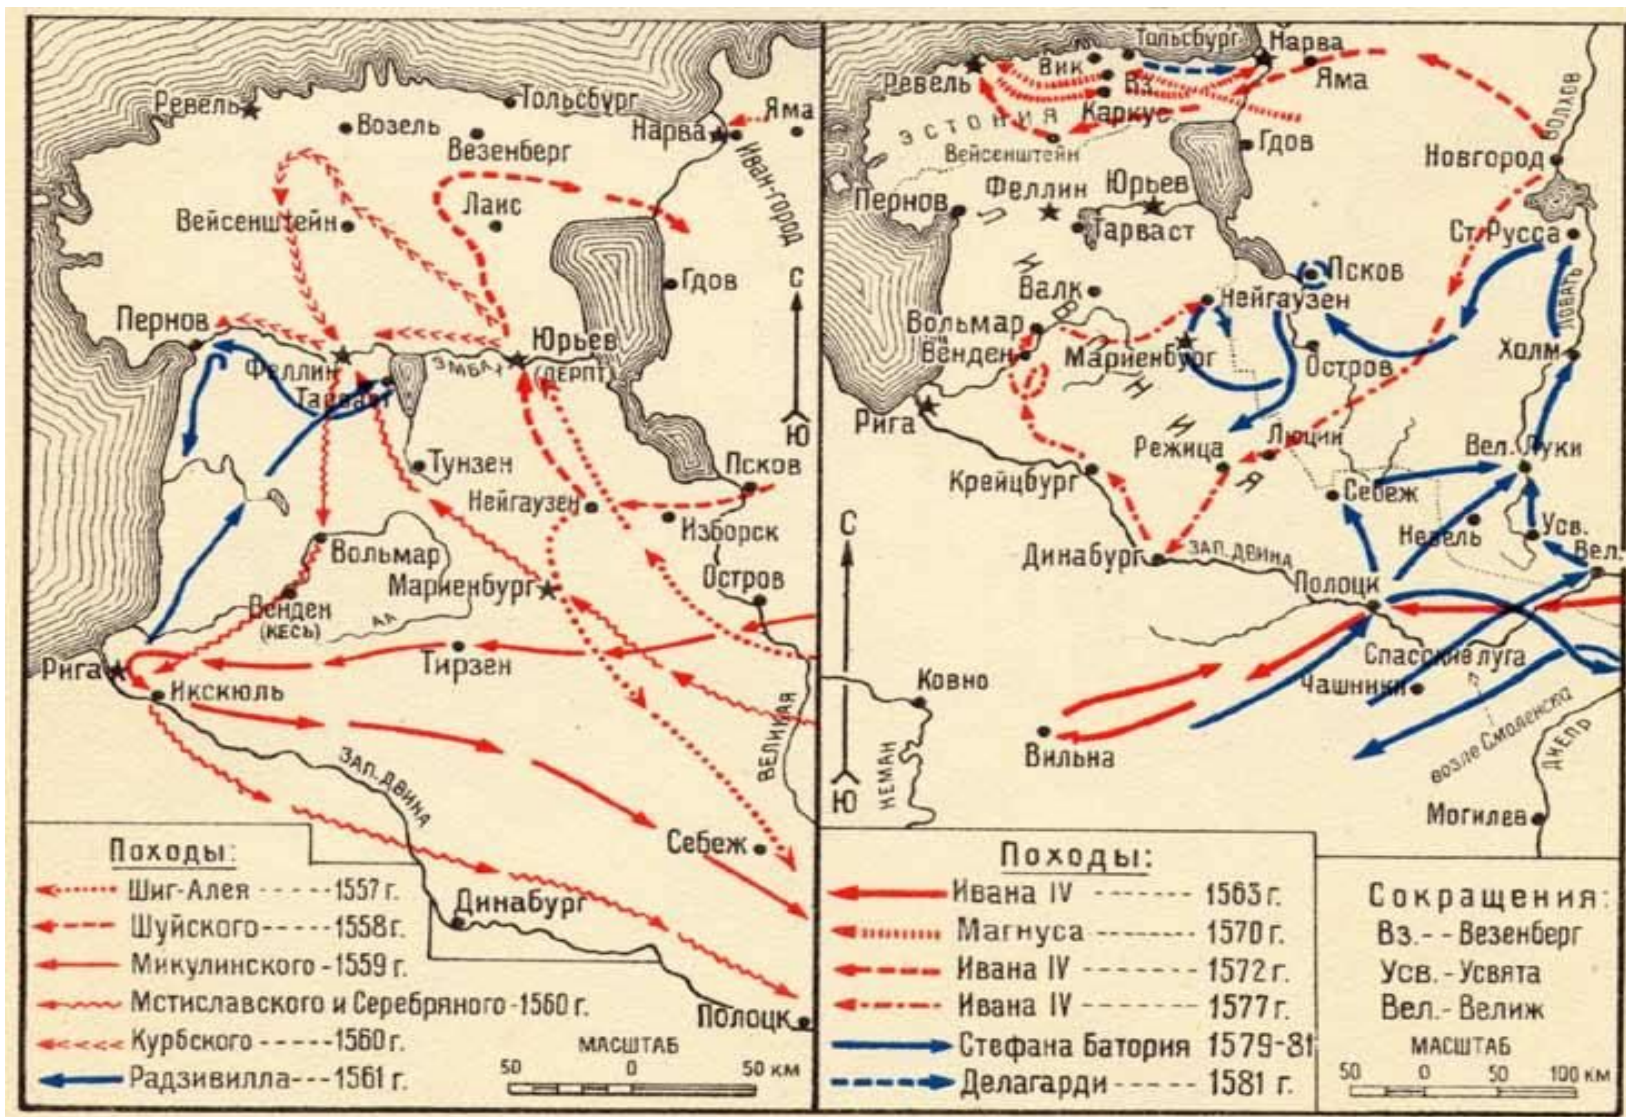 Ревель
Тольсбург
Возель
Везенберг
Нарва
Яма
Иван-город
Вейсенштейн
Лаис
Гдов
С
Ю
Пернов
Феллин
Тарваст
ЭМБАХ
Юрьев
(ДЕРПТ)
Тунзен
Псков
Нейгаузен
Изборск
Вольмар
Мариенбург
Остров
Венден
(КЕСЬ)
АА
Рига
Тирзен
Икскюль
ВЕЛИКАЯ
ЗАП. ДВИНА
Себеж
Динабург
Полоцк
Походы:
Шиг-Алея ----- 1557 г.
Шуйского ----- 1558 г.
Микулинского - 1559 г.
Мстиславского и Серебряного - 1560 г.
Курбского ----- 1560 г.
Радзивилла --- 1561 г.
МАСШТАБ
50 0 50 км
Тольсбург
Нарва
Ревель
Вик
Вз.
Яма
Каркус
ЭСТОНИЯ
Вейсенштейн
Гдов
ВОЛХОВ
Новгород
Феллин
Юрьев
Пернов
Тарваст
Ст. Русса
Псков
Валк
Нейгаузен
ЛИВОНИЯ
ЛОВАТЬ
Вольмар
Венден
Мариенбург
Остров
Холм
Рига
Режица
Люцин
Вел. Луки
Крейцбург
Себеж
Невель
Усв.
С
Динабург
ЗАП. ДВИНА
Полоцк
Вел.
Спасские луга
Ковно
Чашники
Вильна
возле Смоленска
ДНЕПР
НЕМАН
Ю
Могилев
Походы:
Ивана IV ------ 1563 г.
Магнуса ------- 1570 г.
Ивана IV ------ 1572 г.
Ивана IV ------ 1577 г.
Стефана Батория 1579-81
Делагарди ---- 1581 г.
Сокращения:
Вз. -- Везенберг
Усв. - Усвята
Вел. - Велиж
МАСШТАБ
50 0 50 100 км